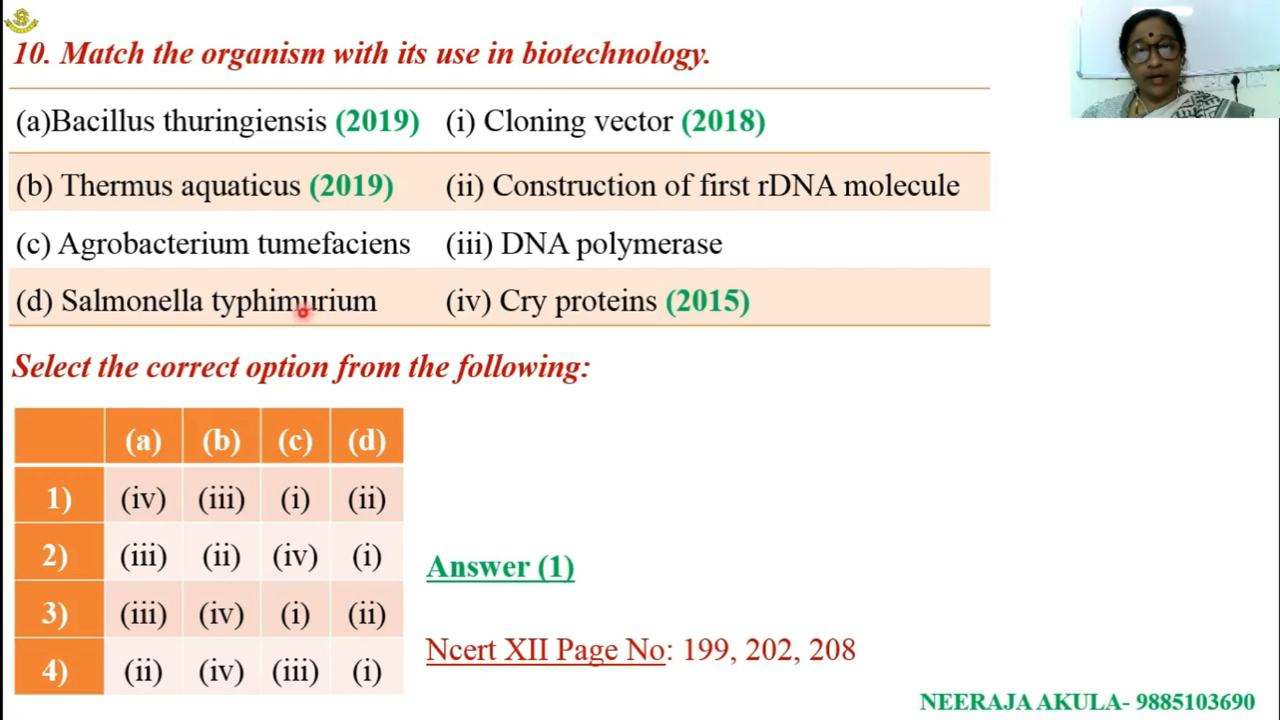 10. Match the organism with its use in biotechnology.
(a)Bacillus thuringiensis (2019) (i) Cloning vector (2018)
(b) Thermus aquaticus (2019) (ii) Construction of first rDNA molecule
(c) Agrobacterium tumefaciens (iii) DNA polymerase
(d) Salmonella typhimurium (iv) Cry proteins (2015)
Select the correct option from the following:
(a) (b) (c) (d)
1) (iv) (iii) (i) (ii)
2) (iii) (ii) (iv) (i)
3) (iii) (iv) (i) (ii)
4) (ii) (iv) (iii) (i)
Answer (1)
Ncert XII Page No: 199, 202, 208
NEERAJA AKULA- 9885103690